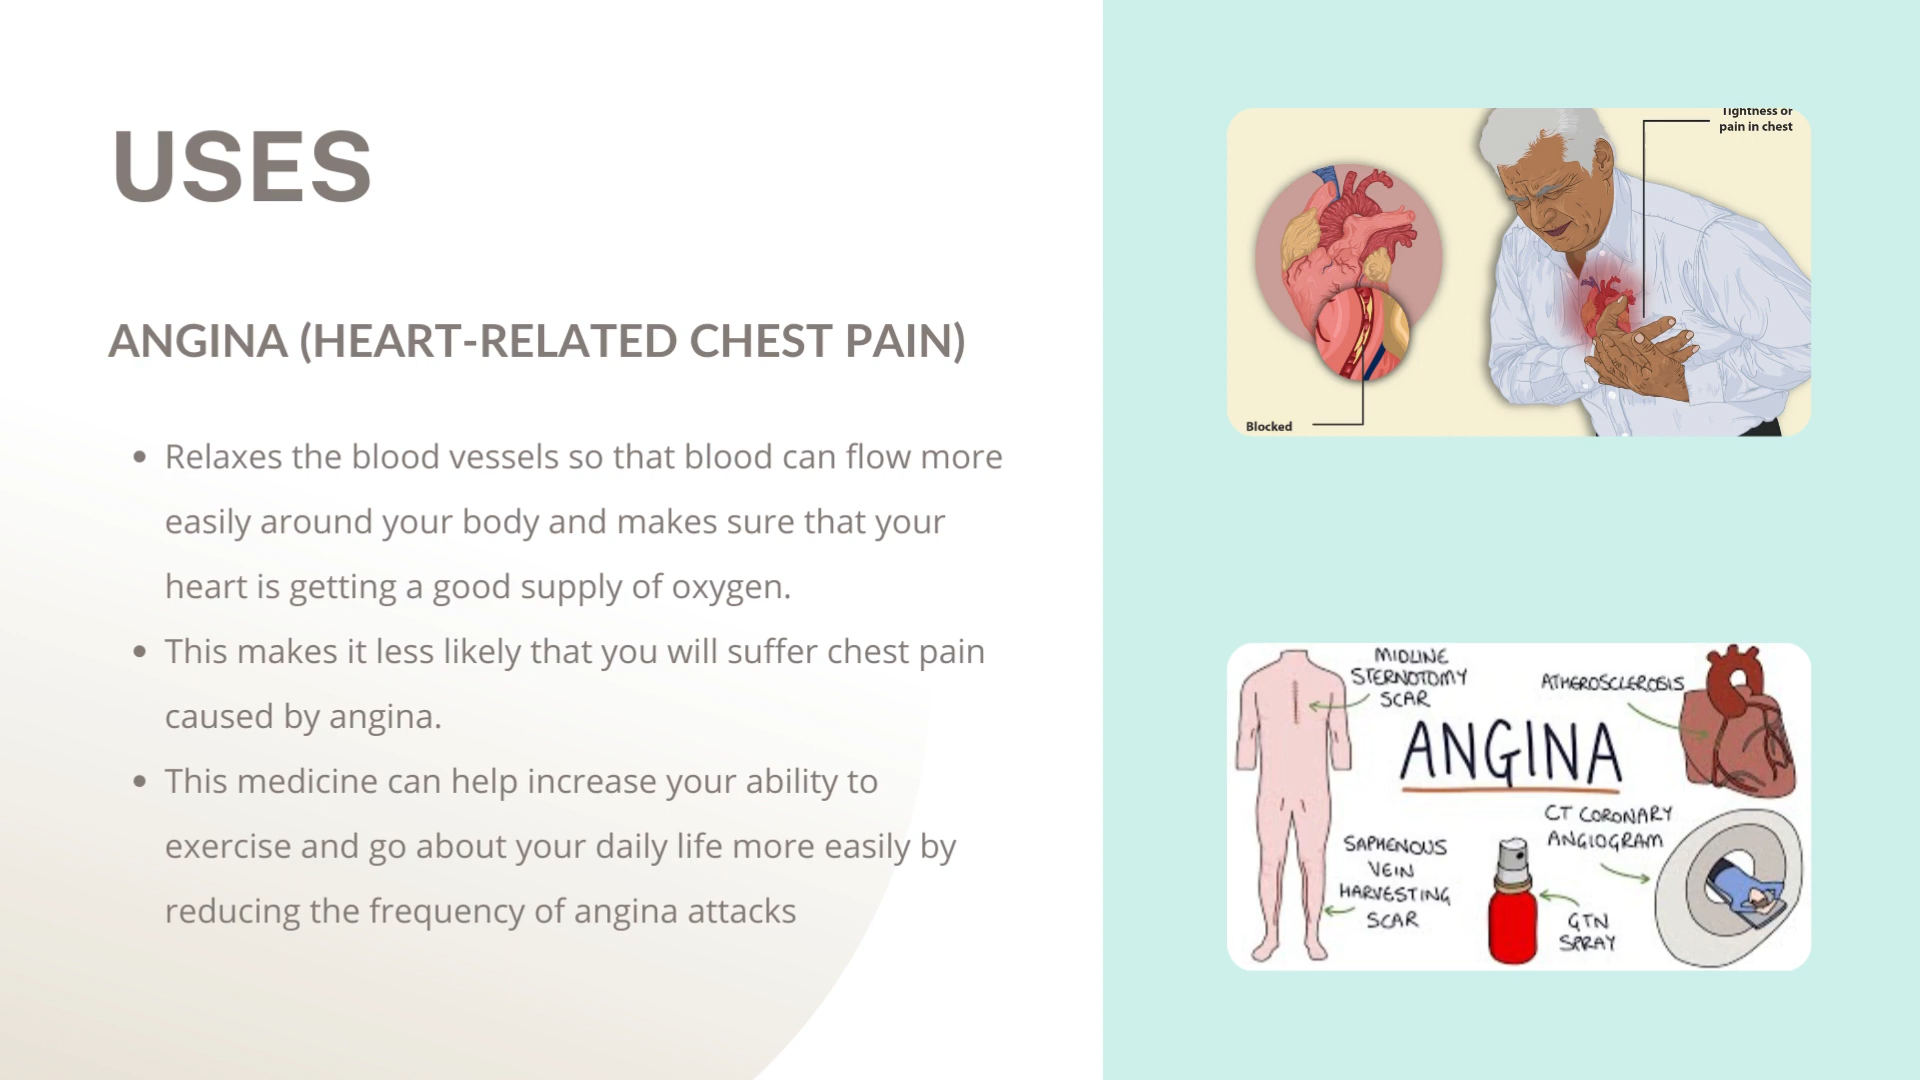 USES
ANGINA (HEART-RELATED CHEST PAIN)
• Relaxes the blood vessels so that blood can flow more
easily around your body and makes sure that your
heart is getting a good supply of oxygen.
• This makes it less likely that you will suffer chest pain
caused by angina.
• This medicine can help increase your ability to
exercise and go about your daily life more easily by
reducing the frequency of angina attacks
Tightness or
pain in chest
Blocked
MIDLINE
STERNOTOMY
SCAR
ATHEROSCLEROSIS
ANGINA
CT CORONARY
ANGIOGRAM
SAPHENOUS
VEIN
HARVESTING
SCAR
GTN
SPRAY